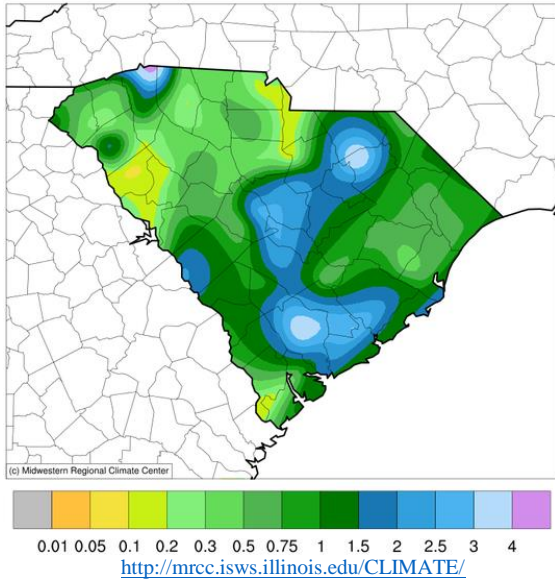 (c) Midwestern Regional Climate Center
0.01 0.05 0.1 0.2 0.3 0.5 0.75 1 1.5 2 2.5 3 4
http://mrcc.isws.illinois.edu/CLIMATE/